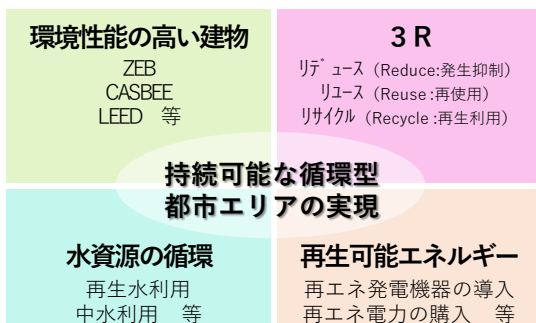 環境性能の高い建物
ZEB
CASBEE
LEED　等
３R
ﾘﾃﾞｭｰｽ（Reduce:発生抑制）
ﾘﾕｰｽ（Reuse:再使用）
ﾘｻｲｸﾙ（Recycle:再生利用）
持続可能な循環型
都市エリアの実現
水資源の循環
再生水利用
中水利用　等
再生可能エネルギー
再エネ発電機器の導入
再エネ電力の購入　等